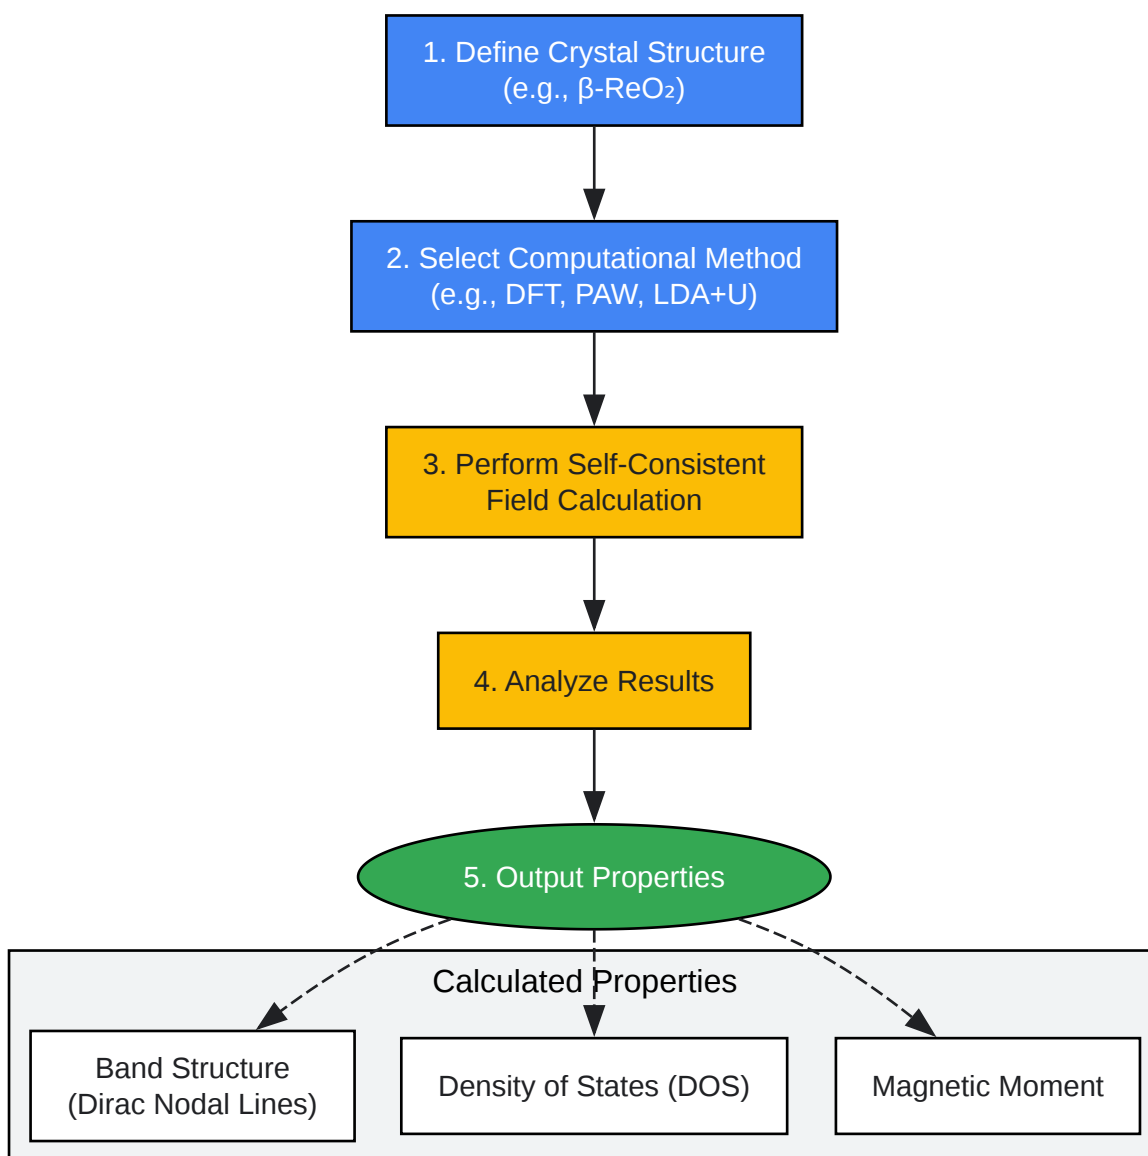 1. Define Crystal Structure
(e.g., β-ReO₂)
2. Select Computational Method
(e.g., DFT, PAW, LDA+U)
3. Perform Self-Consistent
Field Calculation
4. Analyze Results
5. Output Properties
Calculated Properties
Band Structure
(Dirac Nodal Lines)
Density of States (DOS)
Magnetic Moment